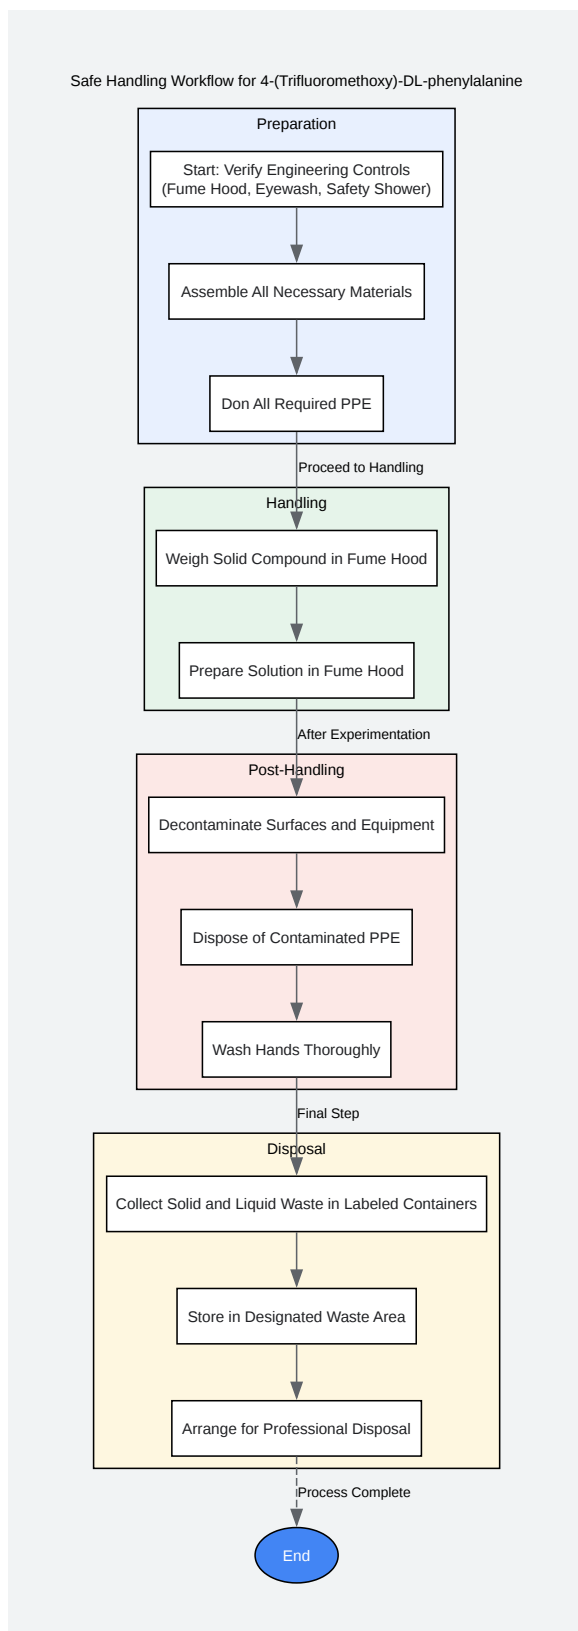 Safe Handling Workflow for 4-(Trifluoromethoxy)-DL-phenylalanine
Preparation
Start: Verify Engineering Controls
(Fume Hood, Eyewash, Safety Shower)
Assemble All Necessary Materials
Don All Required PPE
Proceed to Handling
Handling
Weigh Solid Compound in Fume Hood
Prepare Solution in Fume Hood
After Experimentation
Post-Handling
Decontaminate Surfaces and Equipment
Dispose of Contaminated PPE
Wash Hands Thoroughly
Final Step
Disposal
Collect Solid and Liquid Waste in Labeled Containers
Store in Designated Waste Area
Arrange for Professional Disposal
Process Complete
End